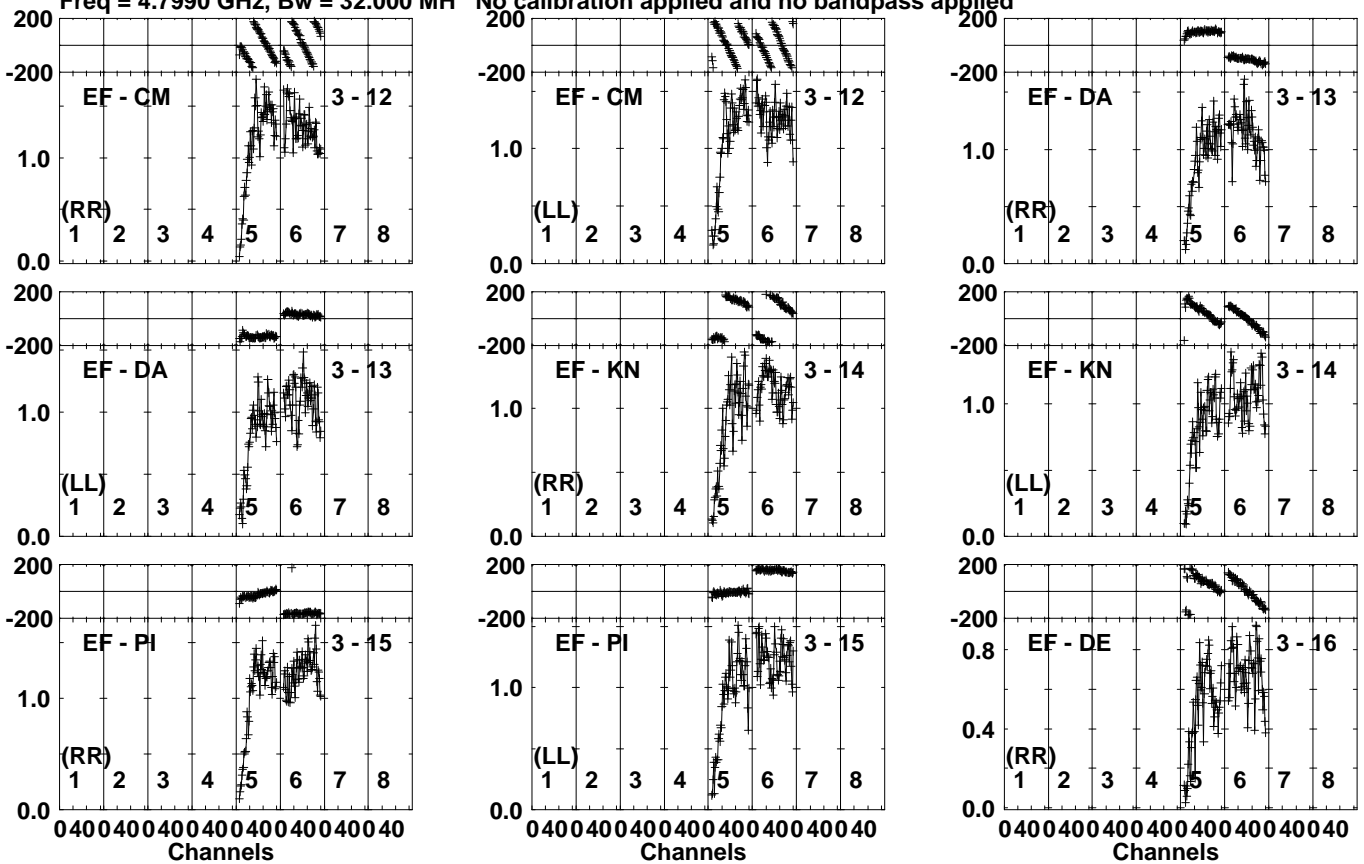 Freq = 4.7990 GHz, Bw = 32.000 MH No calibration applied and no bandpass applied
200
-200
EF - CM 3 - 12
1.0
(RR)
1 2 3 4 5 6 7 8
0.0
EF - CM 3 - 12
1.0
(LL)
1 2 3 4 5 6 7 8
0.0
200
-200
EF - DA 3 - 13
1.0
(RR)
1 2 3 4 5 6 7 8
0.0
200
-200
EF - DA 3 - 13
1.0
(LL)
1 2 3 4 5 6 7 8
0.0
200
-200
EF - KN 3 - 14
1.0
(RR)
1 2 3 4 5 6 7 8
0.0
200
-200
EF - KN 3 - 14
1.0
(LL)
1 2 3 4 5 6 7 8
0.0
200
-200
EF - PI 3 - 15
1.0
(RR)
1 2 3 4 5 6 7 8
0.0
0 40 0 40 0 40 0 40 0 40 0 40 0 40 0 40
Channels
200
-200
EF - PI 3 - 15
1.0
(LL)
1 2 3 4 5 6 7 8
0.0
0 40 0 40 0 40 0 40 0 40 0 40 0 40 0 40
Channels
200
-200
EF - DE 3 - 16
0.8
0.4
(RR)
1 2 3 4 5 6 7 8
0.0
0 40 0 40 0 40 0 40 0 40 0 40 0 40 0 40
Channels